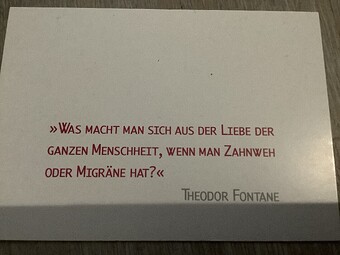 »Was macht man sich aus der Liebe der
ganzen Menschheit, wenn man Zahnweh
oder Migräne hat?«
Theodor Fontane